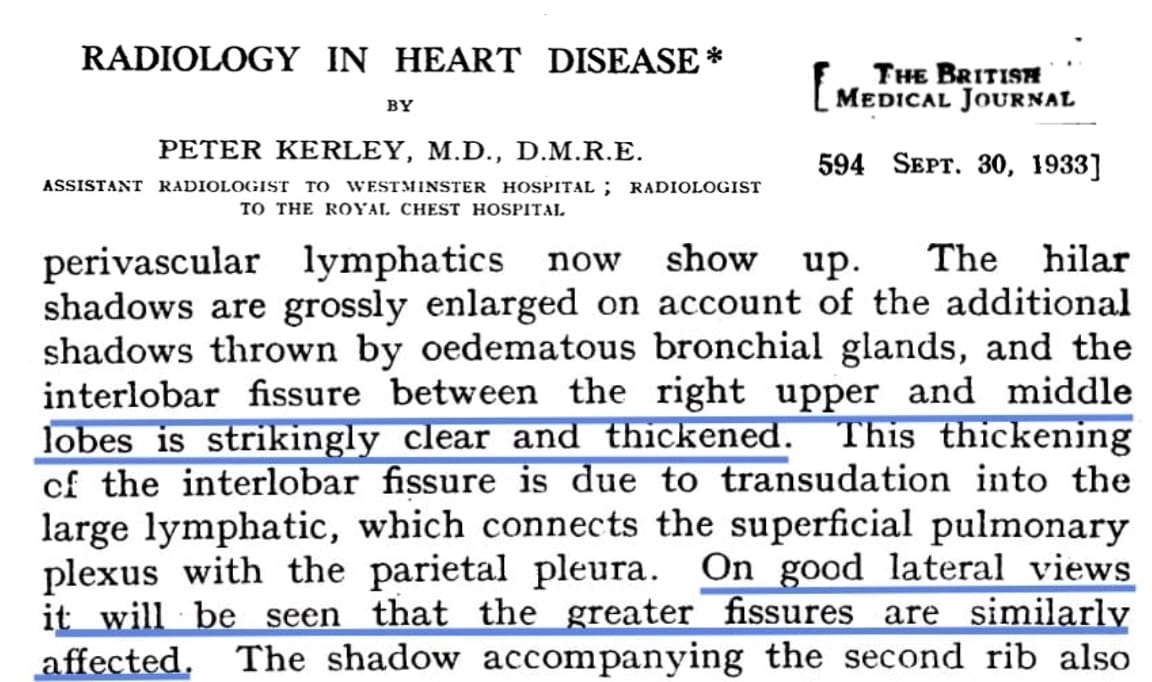 RADIOLOGY IN HEART DISEASE*
BY
PETER KERLEY, M.D., D.M.R.E.
ASSISTANT RADIOLOGIST TO WESTMINSTER HOSPITAL ; RADIOLOGIST
TO THE ROYAL CHEST HOSPITAL
[ THE BRITISH
MEDICAL JOURNAL
594 SEPT. 30, 1933]
perivascular lymphatics now show up. The hilar
shadows are grossly enlarged on account of the additional
shadows thrown by oedematous bronchial glands, and the
interlobar fissure between the right upper and middle
lobes is strikingly clear and thickened. This thickening
cf the interlobar fissure is due to transudation into the
large lymphatic, which connects the superficial pulmonary
plexus with the parietal pleura. On good lateral views
it will be seen that the greater fissures are similarly
affected. The shadow accompanying the second rib also